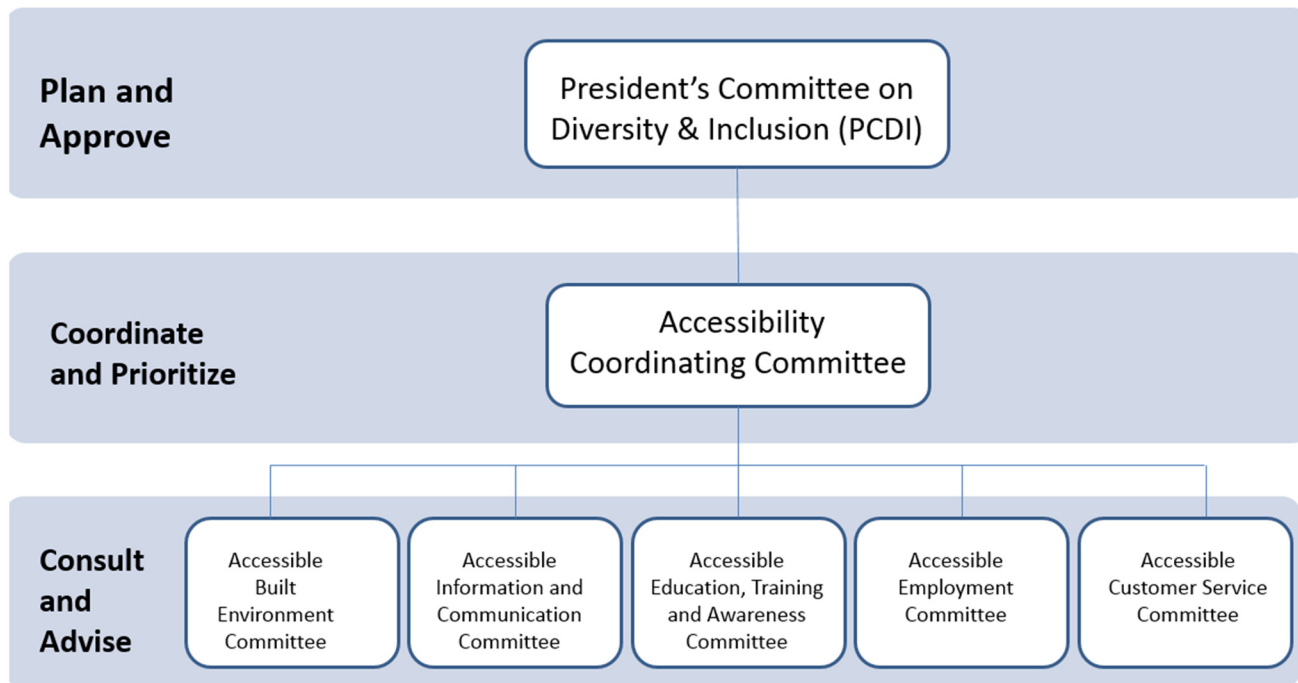 Plan and
Approve
President’s Committee on
Diversity & Inclusion (PCDI)
Coordinate
and Prioritize
Accessibility
Coordinating Committee
Consult
and
Advise
Accessible
Built
Environment
Committee
Accessible
Information and
Communication
Committee
Accessible
Education, Training
and Awareness
Committee
Accessible
Employment
Committee
Accessible
Customer Service
Committee